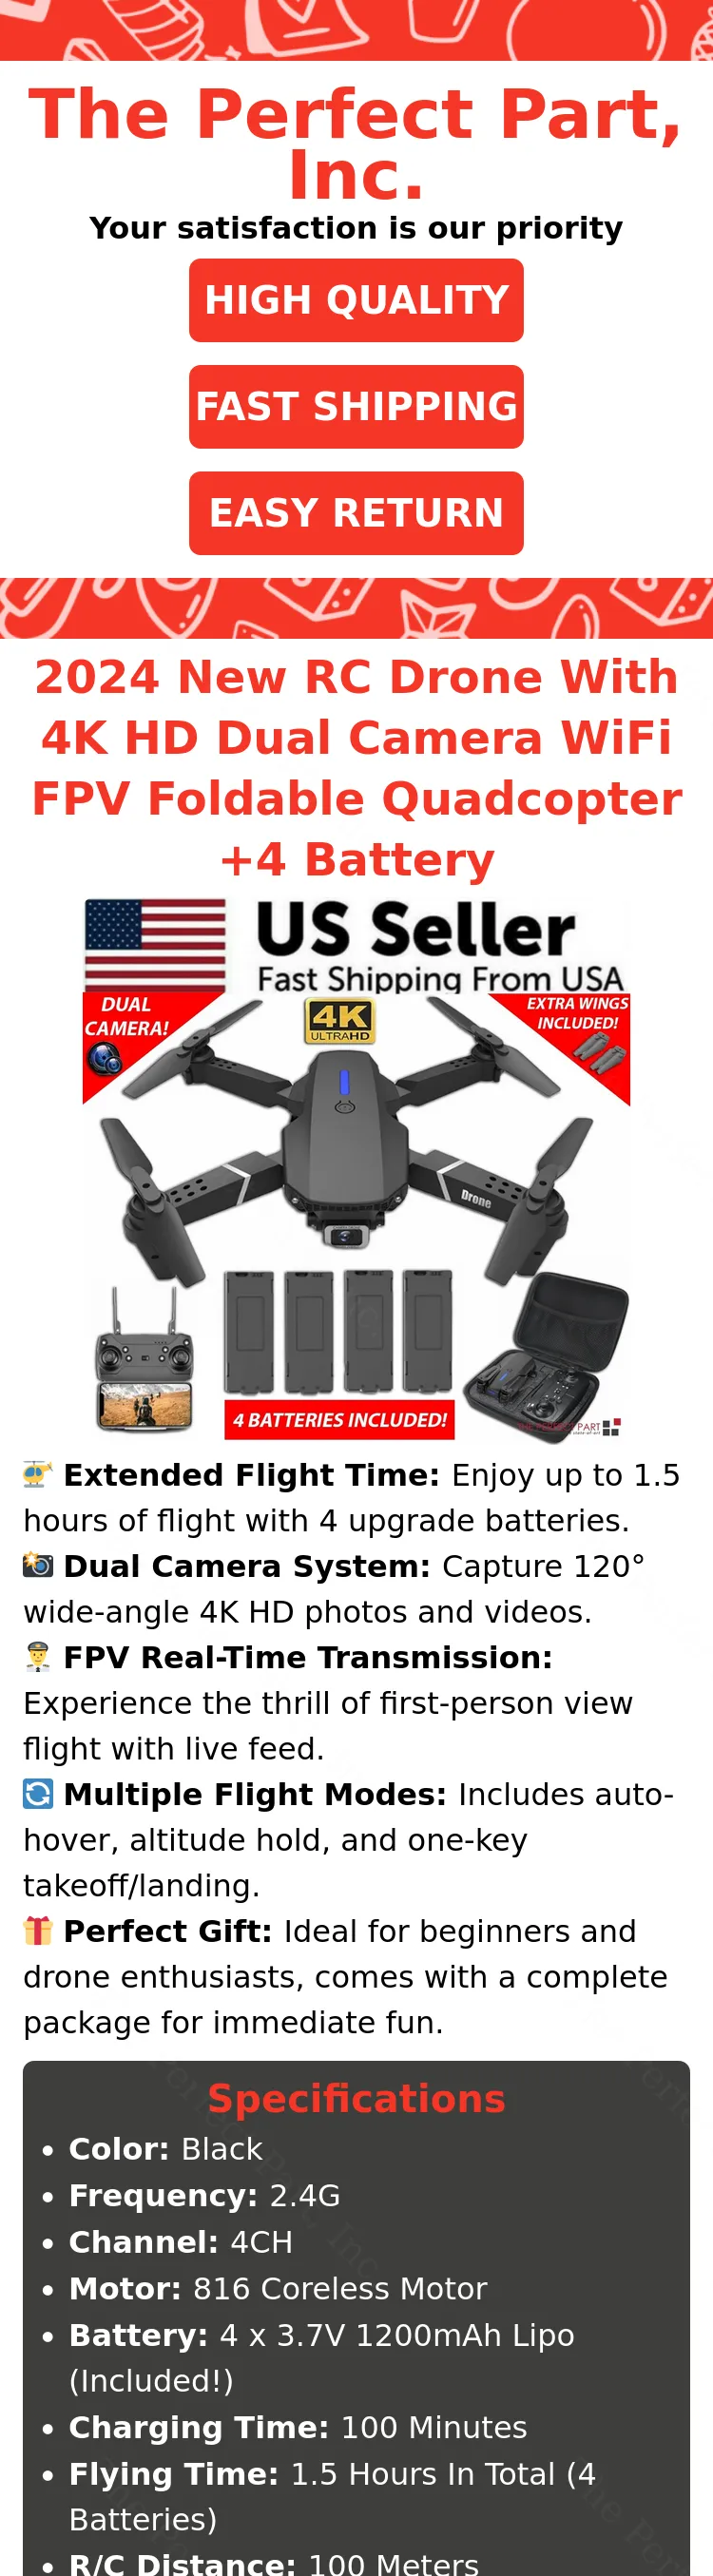 The Perfect Part,
Inc.
Your satisfaction is our priority
HIGH QUALITY
FAST SHIPPING
EASY RETURN
2024 New RC Drone With
4K HD Dual Camera WiFi
FPV Foldable Quadcopter
+4 Battery
US Seller
Fast Shipping From USA
DUAL
CAMERA!
4K
ULTRAHD
EXTRA WINGS
INCLUDED!
Drone
4 BATTERIES INCLUDED!
Extended Flight Time: Enjoy up to 1.5
hours of flight with 4 upgrade batteries.
Dual Camera System: Capture 120°
wide-angle 4K HD photos and videos.
FPV Real-Time Transmission:
Experience the thrill of first-person view
flight with live feed.
Multiple Flight Modes: Includes auto-
hover, altitude hold, and one-key
takeoff/landing.
Perfect Gift: Ideal for beginners and
drone enthusiasts, comes with a complete
package for immediate fun.
Specifications
• Color: Black
• Frequency: 2.4G
• Channel: 4CH
• Motor: 816 Coreless Motor
• Battery: 4 x 3.7V 1200mAh Lipo
(Included!)
• Charging Time: 100 Minutes
• Flying Time: 1.5 Hours In Total (4
Batteries)
• R/C Distance: 100 Meters